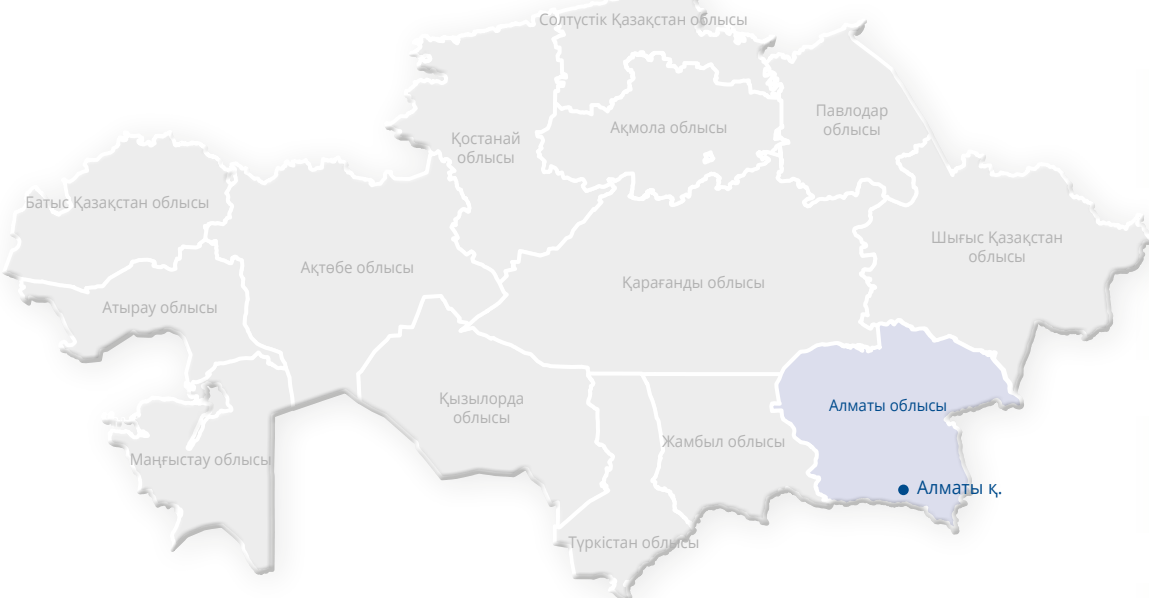 Солтүстік Қазақстан облысы
Павлодар
облысы
Ақмола облысы
Қостанай
облысы
Батыс Қазақстан облысы
Шығыс Қазақстан
облысы
Ақтөбе облысы
Қарағанды облысы
Атырау облысы
Қызылорда
облысы
Алматы облысы
Жамбыл облысы
Маңғыстау облысы
Алматы қ.
Түркістан облысы